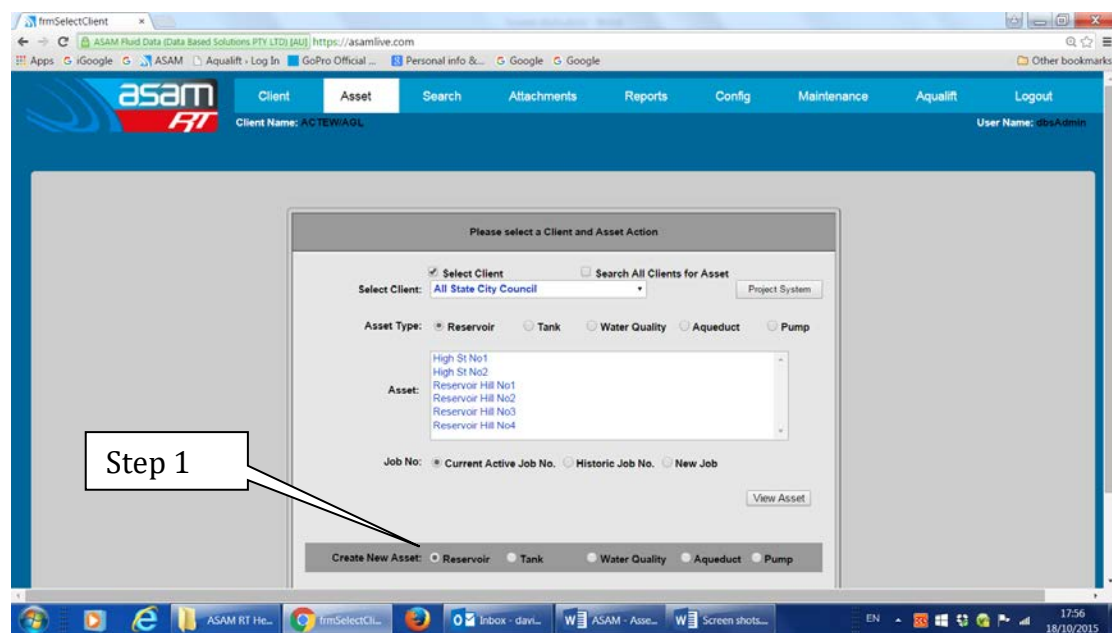 frmSelectClient
ASAM Fluid Data (Data Based Solutions PTY LTD) [AU] https://asamlive.com
Apps iGoogle ASAM Aqualift › Log In GoPro Official ... Personal info &... Google Google Other bookmarks
asam RT
Client Asset Search Attachments Reports Config Maintenance Aqualift Logout
Client Name: ACTEW/AGL User Name: dbsAdmin
Please select a Client and Asset Action
Select Client Search All Clients for Asset
Select Client: All State City Council Project System
Asset Type: Reservoir Tank Water Quality Aqueduct Pump
High St No1
High St No2
Asset: Reservoir Hill No1
Reservoir Hill No2
Reservoir Hill No3
Reservoir Hill No4
Step 1
Job No: Current Active Job No. Historic Job No. New Job
View Asset
Create New Asset: Reservoir Tank Water Quality Aqueduct Pump
ASAM RT He... frmSelectCli... Inbox - davi... ASAM - Asse... Screen shots... EN 17:56
18/10/2015